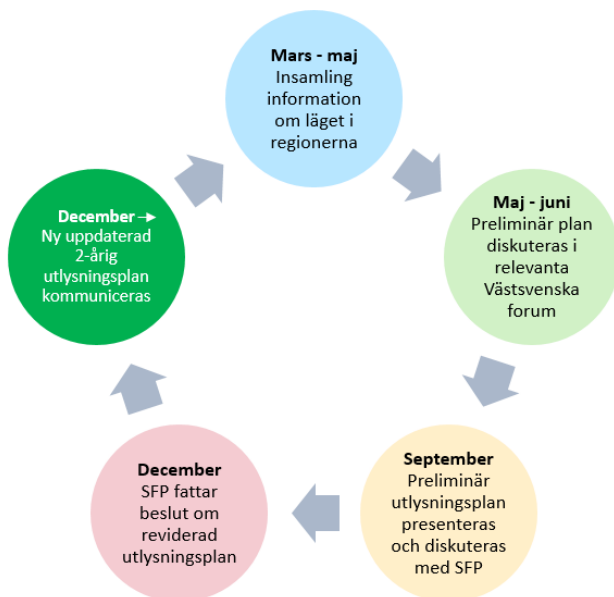 Mars - maj
Insamling
information
om läget i
regionerna
Maj - juni
Preliminär plan
diskuteras i
relevanta
Västsvenska
forum
September
Preliminär
utlysningsplan
presenteras
och diskuteras
med SFP
December
SFP fattar
beslut om
reviderad
utlysningsplan
December →
Ny uppdaterad
2-årig
utlysningsplan
kommuniceras